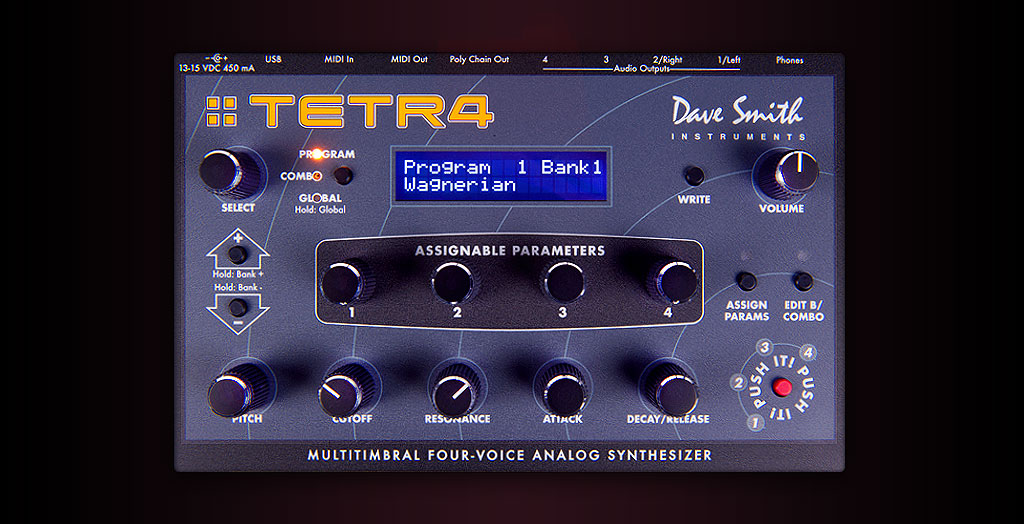 13-15 VDC 450 mA
USB
MIDI In
MIDI Out
Poly Chain Out
4 3 2/Right 1/Left
Audio Outputs
Phones
TETR4
Dave Smith
INSTRUMENTS
PROGRAM
COMBO
GLOBAL
Hold: Global
SELECT
Program 1 Bank1
Wagnerian
WRITE
VOLUME
+
Hold: Bank +
Hold: Bank -
-
ASSIGNABLE PARAMETERS
1 2 3 4
ASSIGN
PARAMS
EDIT B/
COMBO
PITCH
CUTOFF
RESONANCE
ATTACK
DECAY/RELEASE
1 2 3 4
PUSH IT! PUSH IT!
MULTITIMBRAL FOUR-VOICE ANALOG SYNTHESIZER